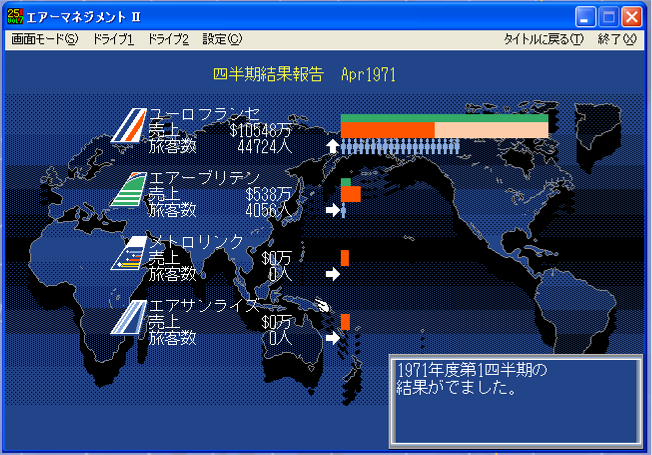 エアーマネジメント II
画面モード(S) ドライブ1 ドライブ2 設定(C) タイトルに戻る(T) 終了(X)
四半期結果報告 Apr1971
ユーロフランセ
売上 $10548万
旅客数 44724人
エアーブリテン
売上 $538万
旅客数 4056人
メトロリンク
売上 $0万
旅客数 0人
エアサンライズ
売上 $0万
旅客数 0人
1971年度第1四半期の
結果がでました。